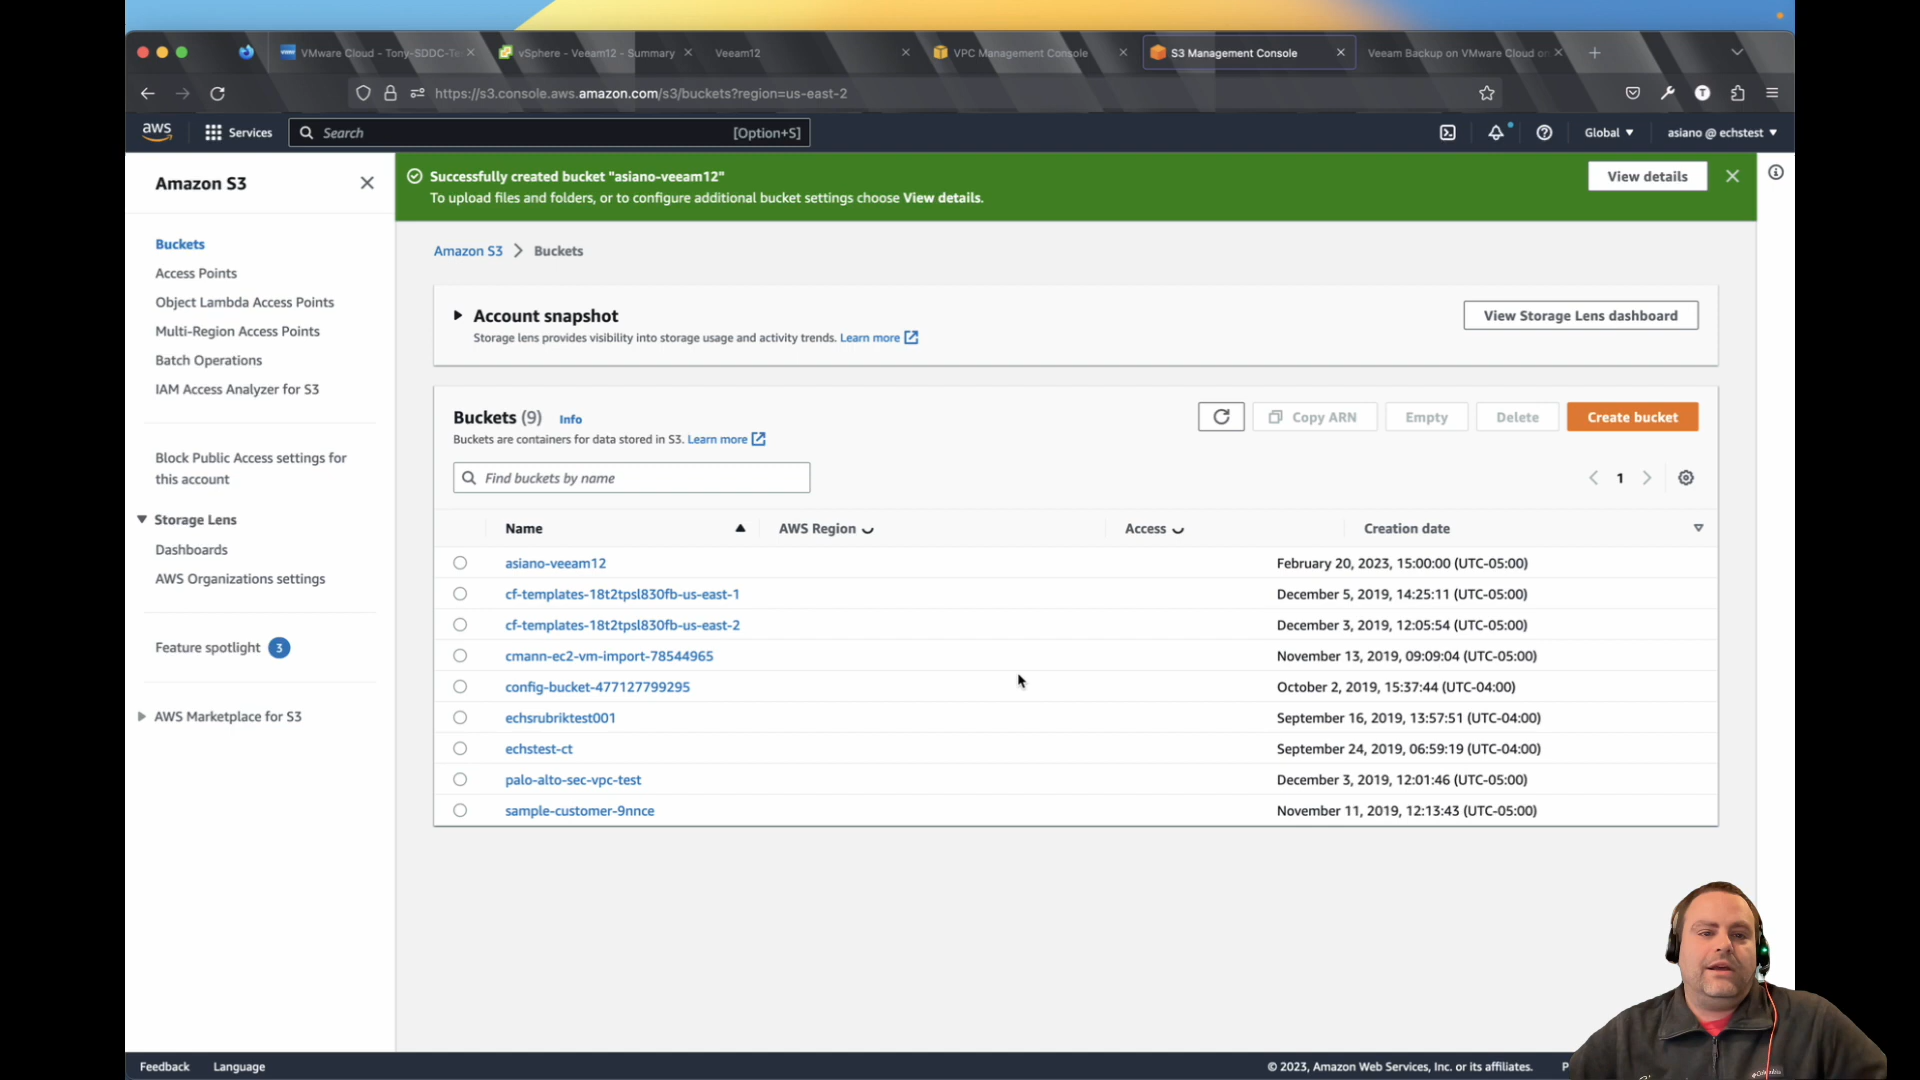 VMware Cloud - Tony-SDDC-Te
vSphere - Veeam12 - Summary
Veeam12
VPC Management Console
S3 Management Console
Veeam Backup on VMware Cloud on
https://s3.console.aws.amazon.com/s3/buckets?region=us-east-2
T
aws
Services
Search
[Option+S]
Global
asiano @ echstest
Amazon S3
Successfully created bucket "asiano-veeam12"
To upload files and folders, or to configure additional bucket settings choose View details.
View details
Buckets
Access Points
Object Lambda Access Points
Multi-Region Access Points
Batch Operations
IAM Access Analyzer for S3
Block Public Access settings for
this account
Storage Lens
Dashboards
AWS Organizations settings
Feature spotlight 3
AWS Marketplace for S3
Amazon S3 > Buckets
Account snapshot
Storage lens provides visibility into storage usage and activity trends. Learn more
View Storage Lens dashboard
Buckets (9) Info
Buckets are containers for data stored in S3. Learn more
Copy ARN
Empty
Delete
Create bucket
Find buckets by name
1
Name AWS Region Access Creation date
asiano-veeam12 February 20, 2023, 15:00:00 (UTC-05:00)
cf-templates-18t2tpsl830fb-us-east-1 December 5, 2019, 14:25:11 (UTC-05:00)
cf-templates-18t2tpsl830fb-us-east-2 December 3, 2019, 12:05:54 (UTC-05:00)
cmann-ec2-vm-import-78544965 November 13, 2019, 09:09:04 (UTC-05:00)
config-bucket-477127799295 October 2, 2019, 15:37:44 (UTC-04:00)
echsrubriktest001 September 16, 2019, 13:57:51 (UTC-04:00)
echstest-ct September 24, 2019, 06:59:19 (UTC-04:00)
palo-alto-sec-vpc-test December 3, 2019, 12:01:46 (UTC-05:00)
sample-customer-9nnce November 11, 2019, 12:13:43 (UTC-05:00)
Feedback
Language
© 2023, Amazon Web Services, Inc. or its affiliates.
P